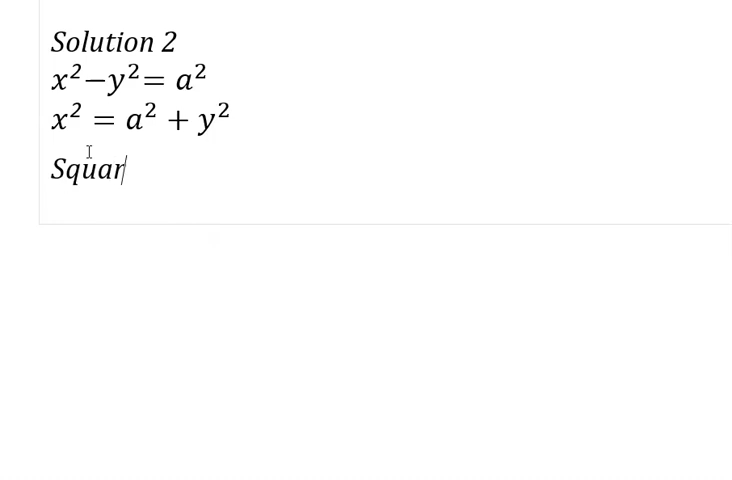 Solution 2
x²−y²= a²
x² = a² + y²
Squar